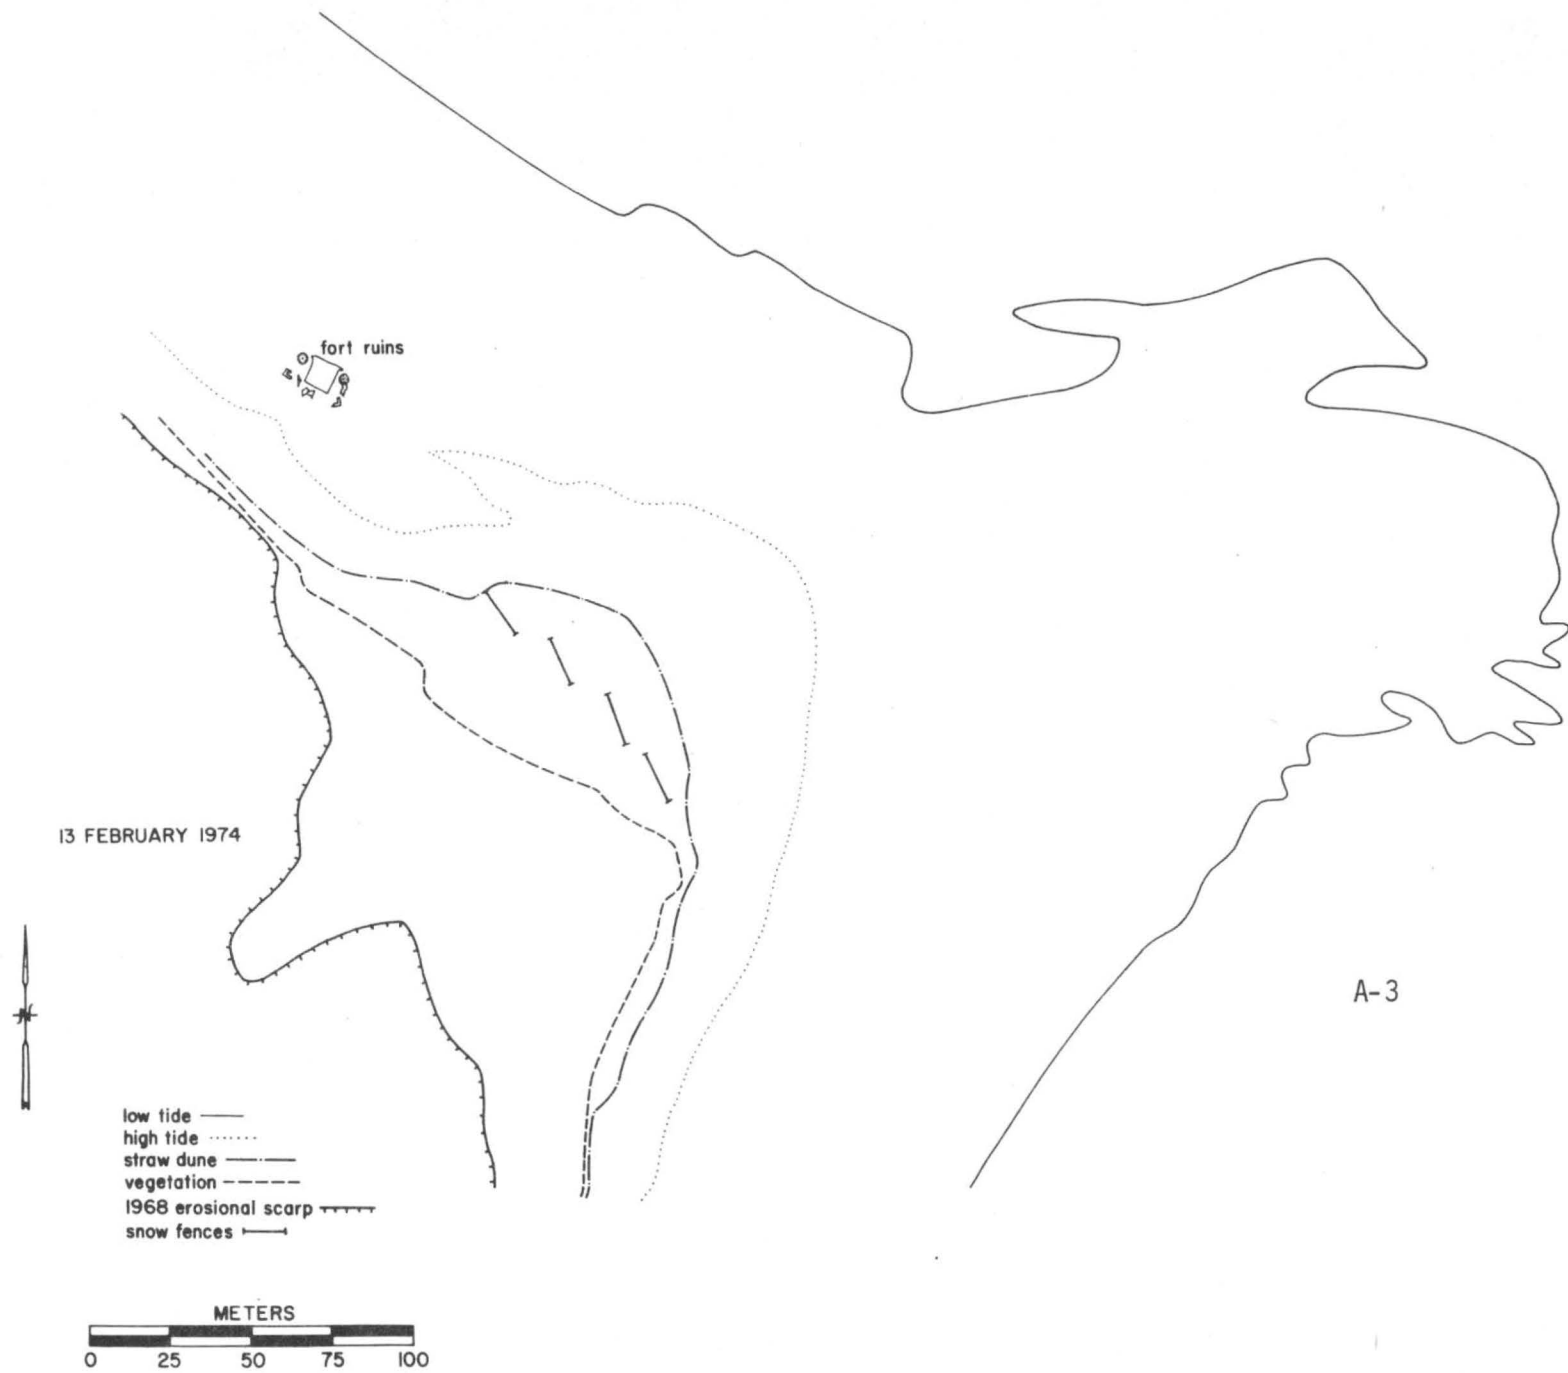 fort ruins
13 FEBRUARY 1974
N
A-3
low tide
high tide
straw dune
vegetation
1968 erosional scarp
snow fences
METERS
0 25 50 75 100